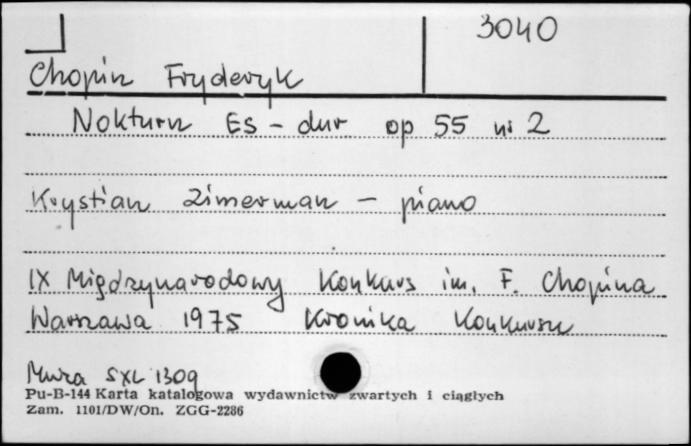 3040
Chopin Fryderyk
Nokturn Es-dur op 55 nr 2
Krystian Zimerman - piano
IX Międzynarodowy Konkurs im. F. Chopina
Warszawa 1975 Kronika Konkursu
Muza SXL 1309
Pu-B-144 Karta katalogowa wydawnictw zwartych i ciągłych
Zam. 1101/DW/On. ZGG-2286